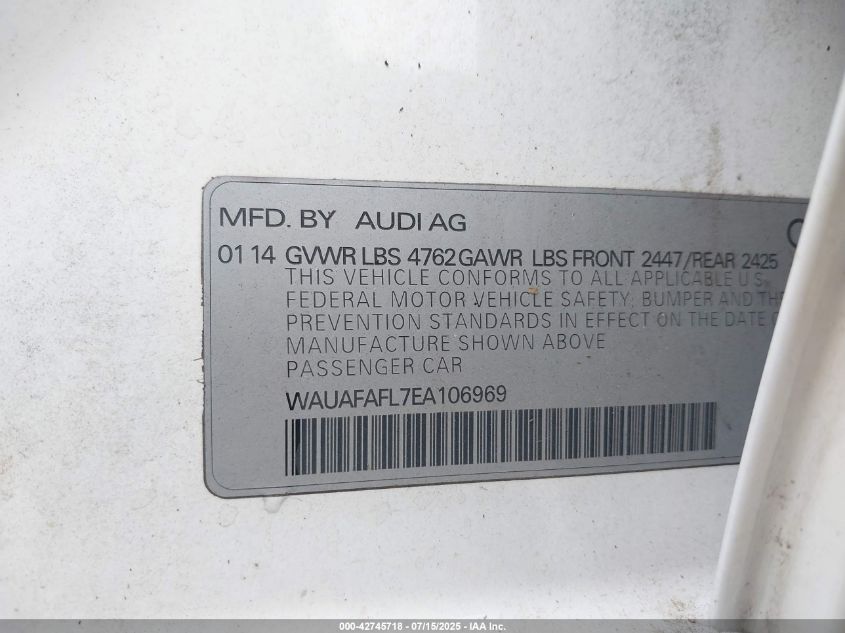 MFD. BY AUDI AG
01 14 GVWR LBS 4762 GAWR LBS FRONT 2447/REAR 2425
THIS VEHICLE CONFORMS TO ALL APPLICABLE U.S.
FEDERAL MOTOR VEHICLE SAFETY, BUMPER AND
PREVENTION STANDARDS IN EFFECT ON THE DATE
MANUFACTURE SHOWN ABOVE
PASSENGER CAR
WAUAFAFL7EA106969
000-42745718 - 07/15/2025 - IAA Inc.